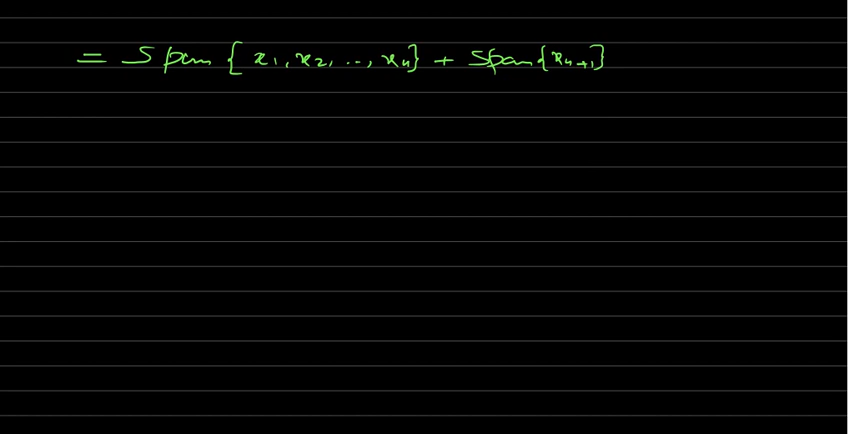 = Span { x₁, x₂, ..., xₙ} + Span{xₙ₊₁}